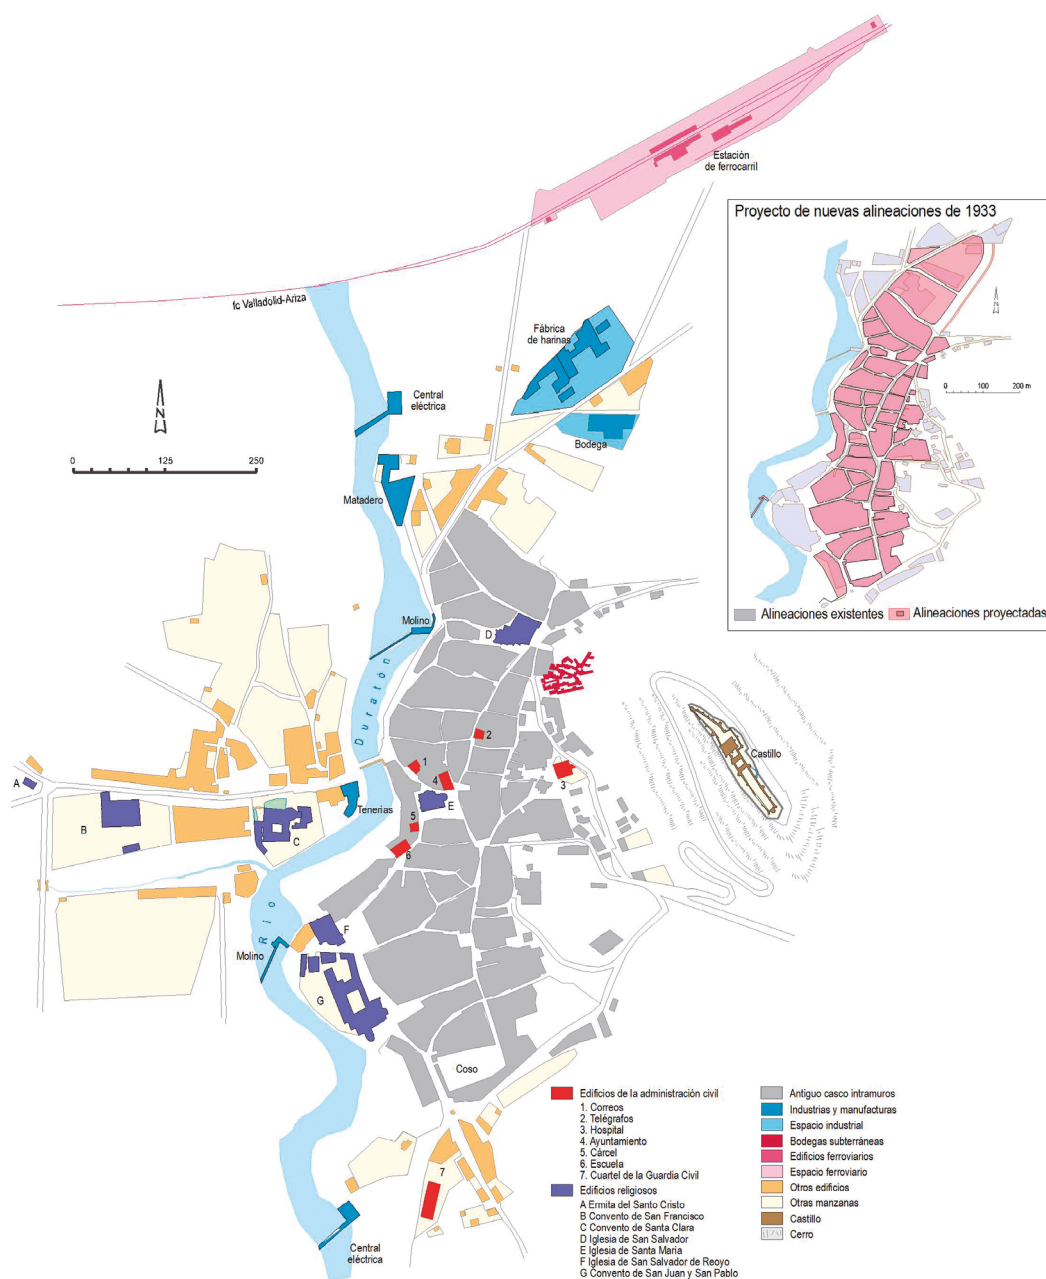 Estación
de ferrocarril
Proyecto de nuevas alineaciones de 1933
N
0 100 200 m
Alineaciones existentes
Alineaciones proyectadas
fc Valladolid-Ariza
Fábrica
de harinas
N
0 125 250
Central
eléctrica
Bodega
Matadero
Molino
D
Duratón
2
1
4
3
Castillo
A
B
C
Tenerías
E
5
6
Río
F
Molino
G
Coso
7
Central
eléctrica
Edificios de la administración civil
1. Correos
2. Telégrafos
3. Hospital
4. Ayuntamiento
5. Cárcel
6. Escuela
7. Cuartel de la Guardia Civil
Edificios religiosos
A Ermita del Santo Cristo
B Convento de San Francisco
C Convento de Santa Clara
D Iglesia de San Salvador
E Iglesia de Santa Maria
F Iglesia de San Salvador de Reoyo
G Convento de San Juan y San Pablo
Antiguo casco intramuros
Industrias y manufacturas
Espacio industrial
Bodegas subterráneas
Edificios ferroviarios
Espacio ferroviario
Otros edificios
Otras manzanas
Castillo
Cerro